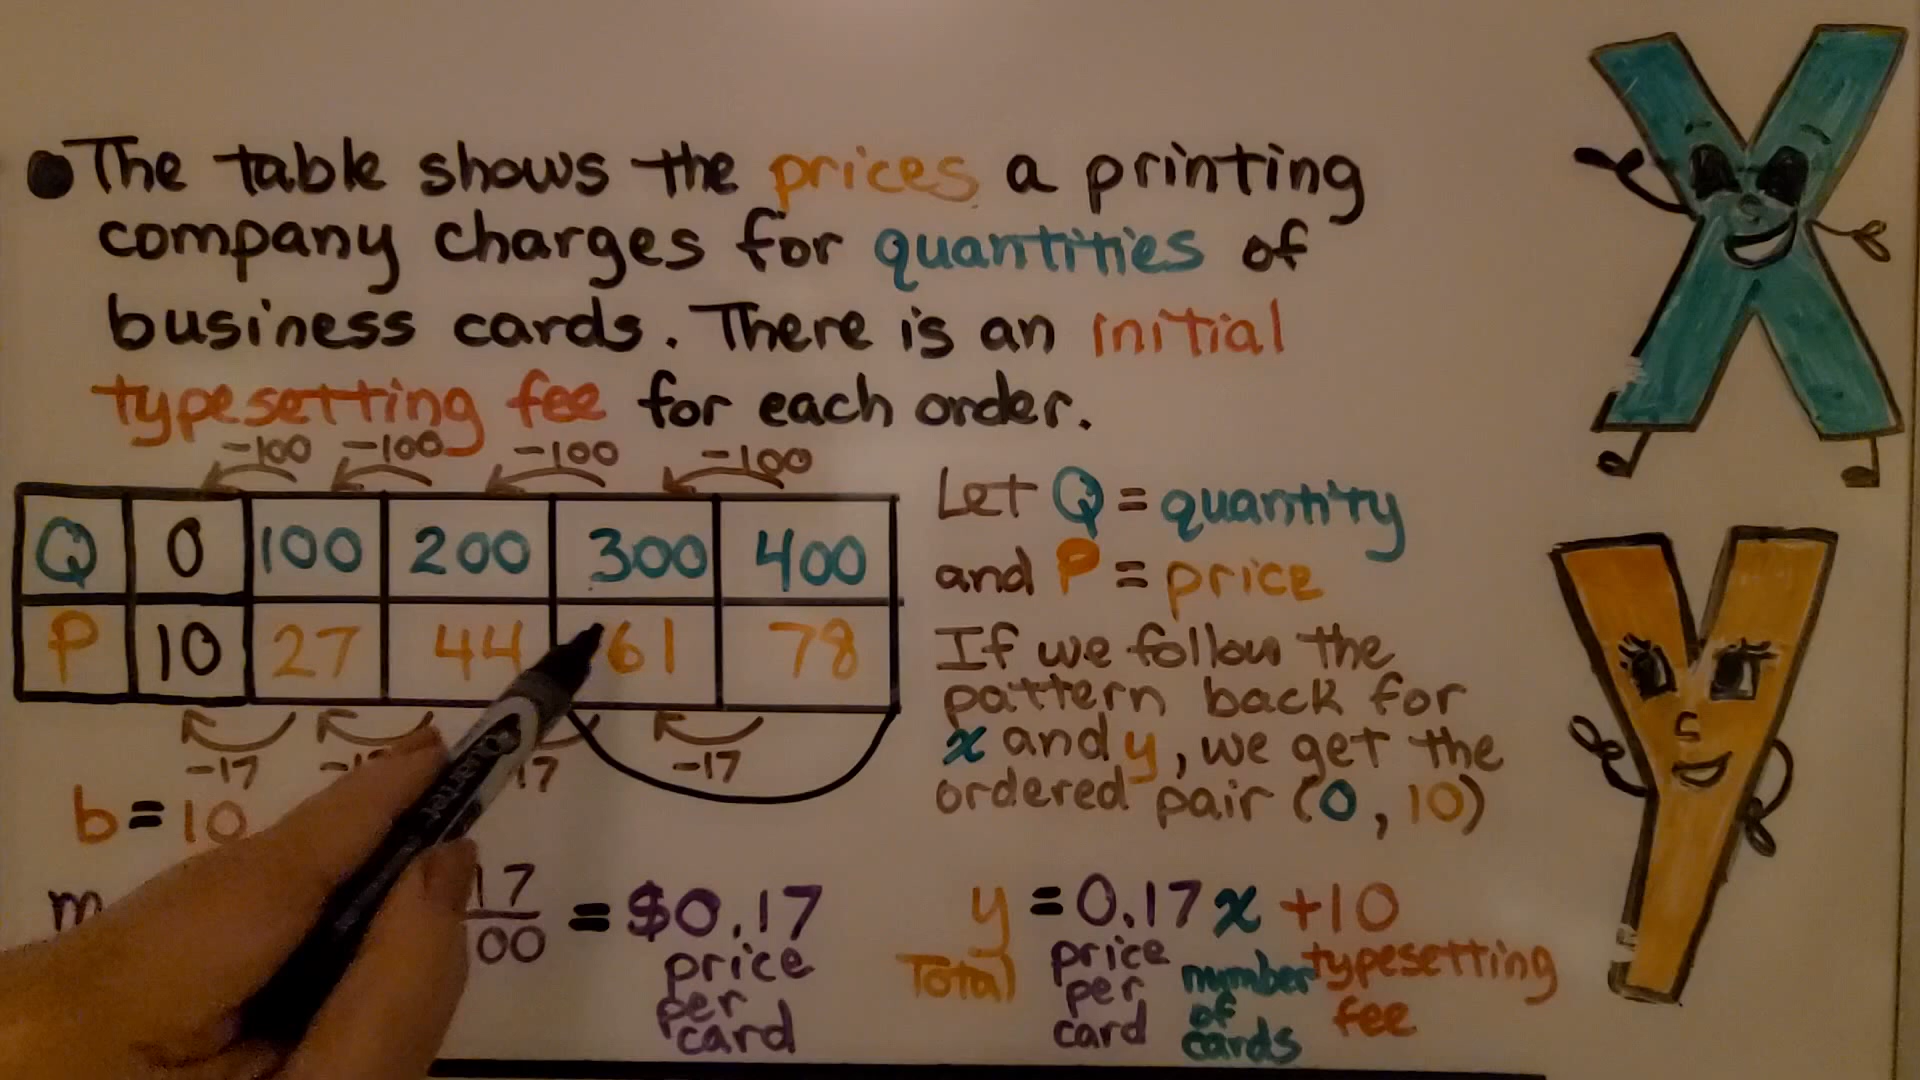 The table shows the prices a printing
company charges for quantities of
business cards. There is an initial
typesetting fee for each order.
-100 -100 -100 -100
Q 0 100 200 300 400
P 10 27 44 61 78
-17 17 -17
b = 10
m 17
00 = $0.17
price
per
card
Let Q = quantity
and P = price
If we follow the
pattern back for
x and y, we get the
ordered pair (0, 10)
y = 0.17x + 10
Total price per card number of cards typesetting fee
Quartet